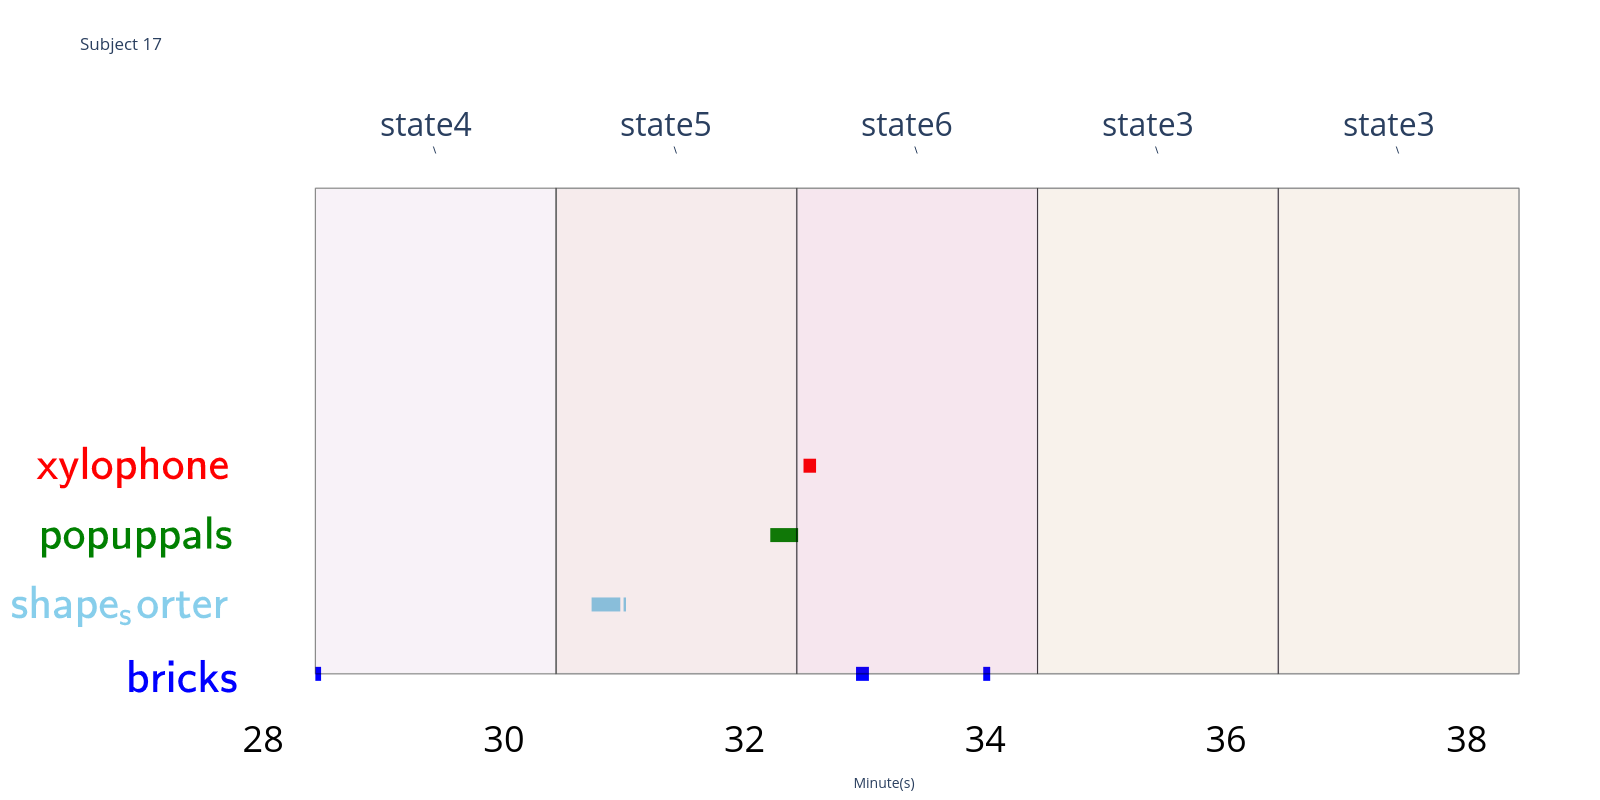 Subject 17
state4 state5 state6 state3 state3
xylophone
popuppals
shapesorter
bricks
28 30 32 34 36 38
Minute(s)